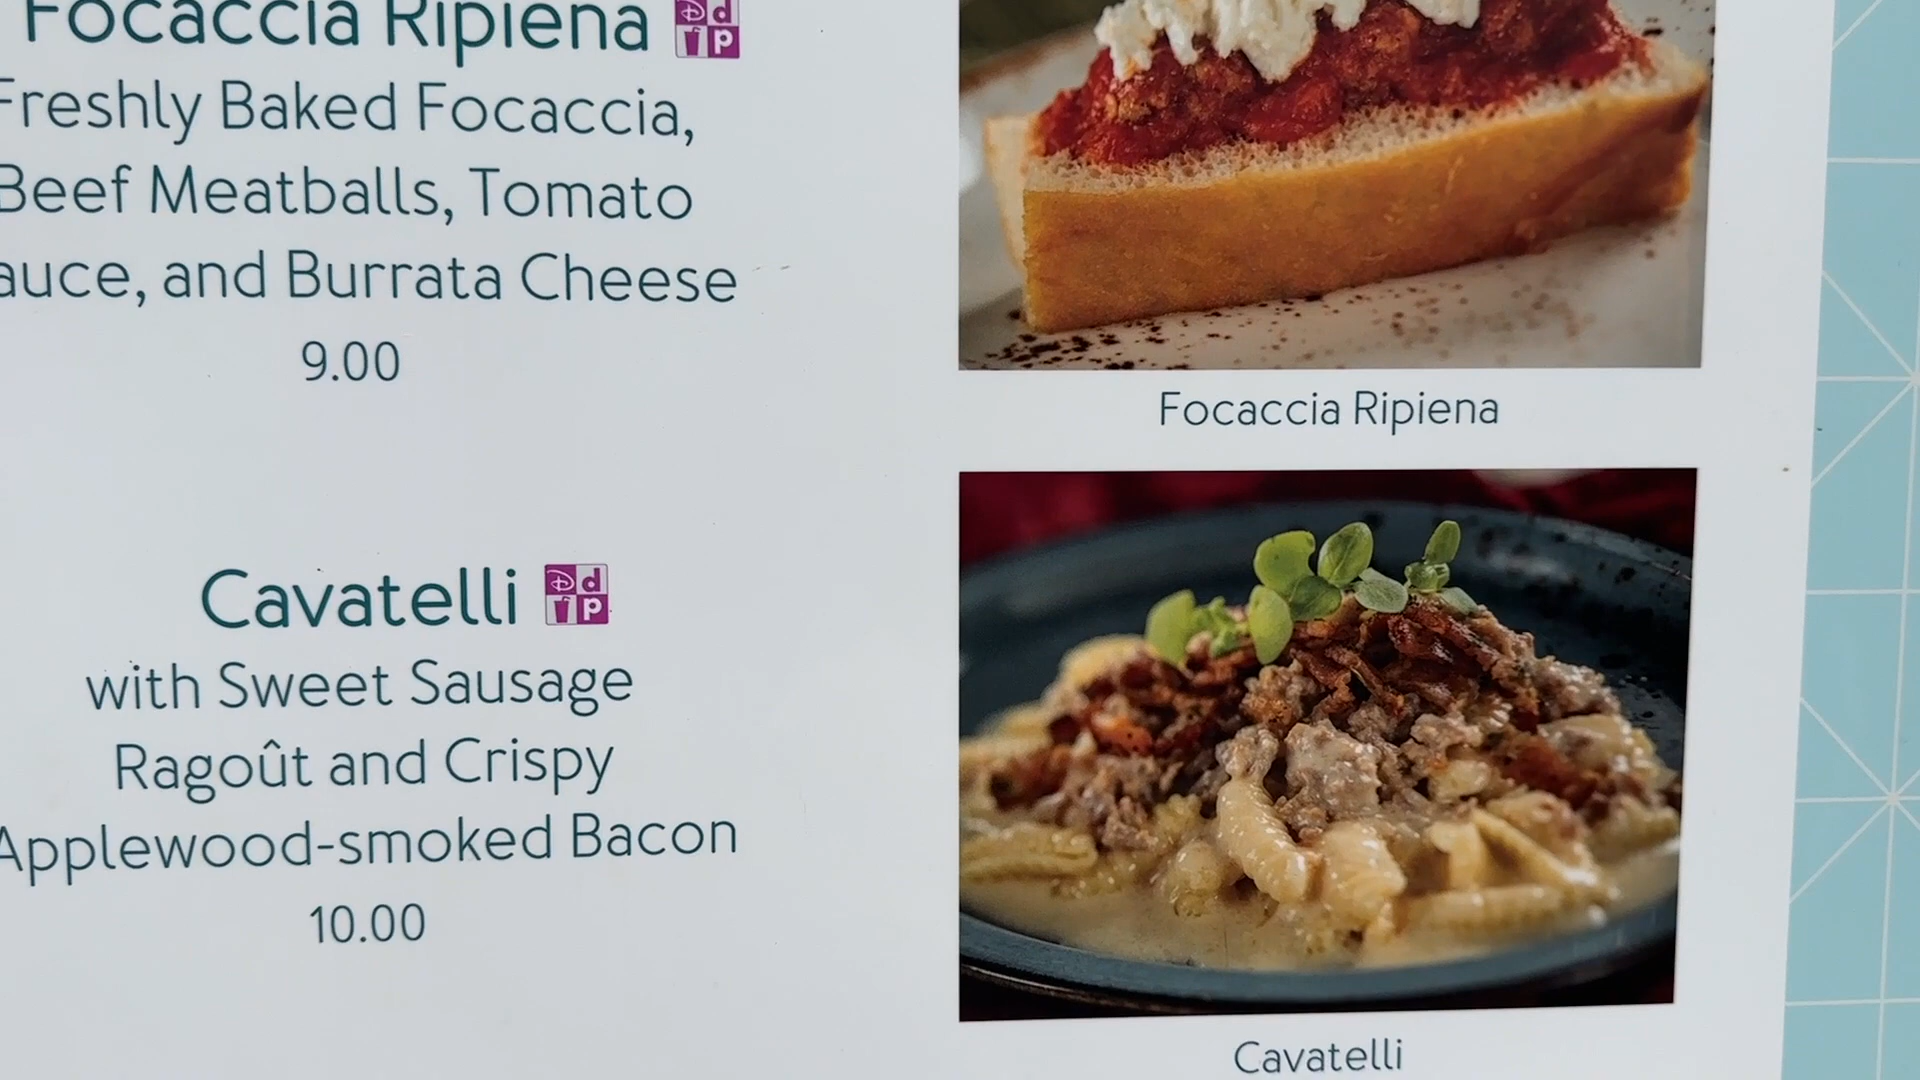 Focaccia Ripiena
Freshly Baked Focaccia,
Beef Meatballs, Tomato
auce, and Burrata Cheese
9.00
Focaccia Ripiena
Cavatelli
with Sweet Sausage
Ragoût and Crispy
Applewood-smoked Bacon
10.00
Cavatelli
D d
p
D d
p